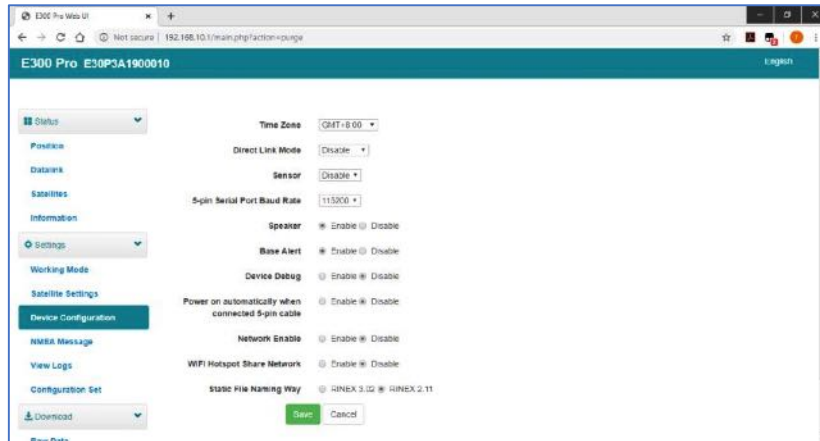 E300 Pro Web UI
Not secure | 192.168.10.1/main.php?action=purge
E300 Pro E30P3A1900010
English
Status
Position
Datalink
Satellites
Information
Settings
Working Mode
Satellite Settings
Device Configuration
NMEA Message
View Logs
Configuration Set
Download
Raw Data
Time Zone GMT+8:00
Direct Link Mode Disable
Sensor Disable
5-pin Serial Port Baud Rate 115200
Speaker Enable Disable
Base Alert Enable Disable
Device Debug Enable Disable
Power on automatically when
connected 5-pin cable Enable Disable
Network Enable Enable Disable
WIFI Hotspot Share Network Enable Disable
Static File Naming Way RINEX 3.02 RINEX 2.11
Save Cancel